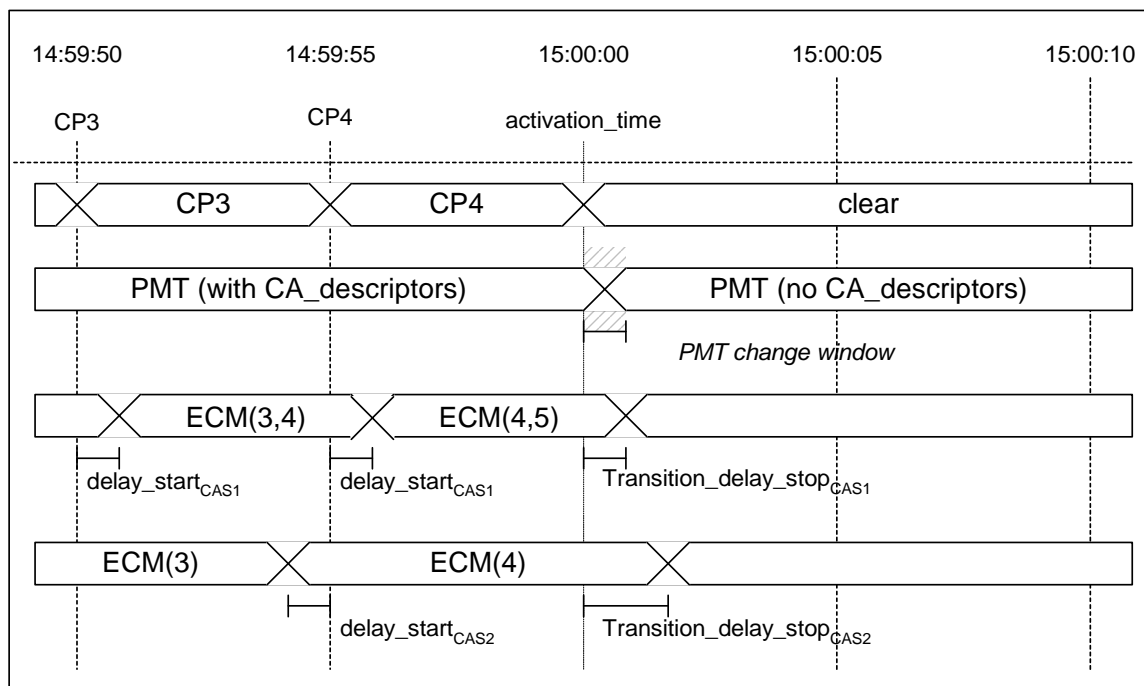 14:59:50 14:59:55 15:00:00 15:00:05 15:00:10
CP3 CP4 activation_time
CP3 CP4 clear
PMT (with CA_descriptors) PMT (no CA_descriptors)
PMT change window
ECM(3,4) ECM(4,5)
delay_startCAS1 delay_startCAS1 Transition_delay_stopCAS1
ECM(3) ECM(4)
delay_startCAS2 Transition_delay_stopCAS2